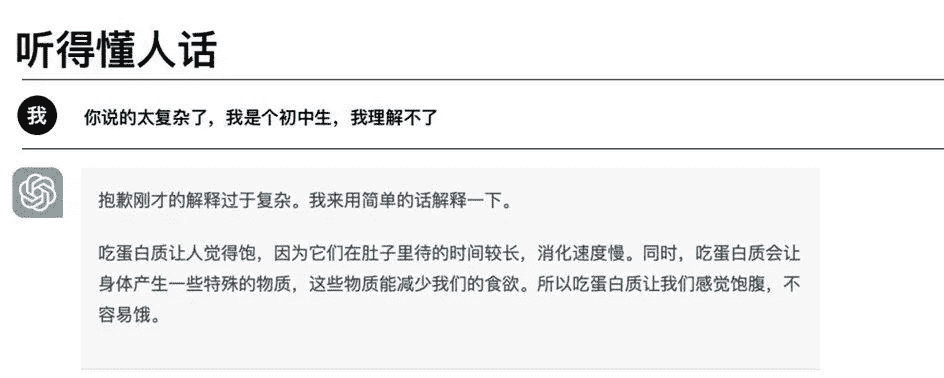 听得懂人话
我
你说的太复杂了，我是个初中生，我理解不了
抱歉刚才的解释过于复杂。我来用简单的话解释一下。
吃蛋白质让人觉得饱，因为它们在肚子里待的时间较长，消化速度慢。同时，吃蛋白质会让
身体产生一些特殊的物质，这些物质能减少我们的食欲。所以吃蛋白质让我们感觉饱腹，不
容易饿。